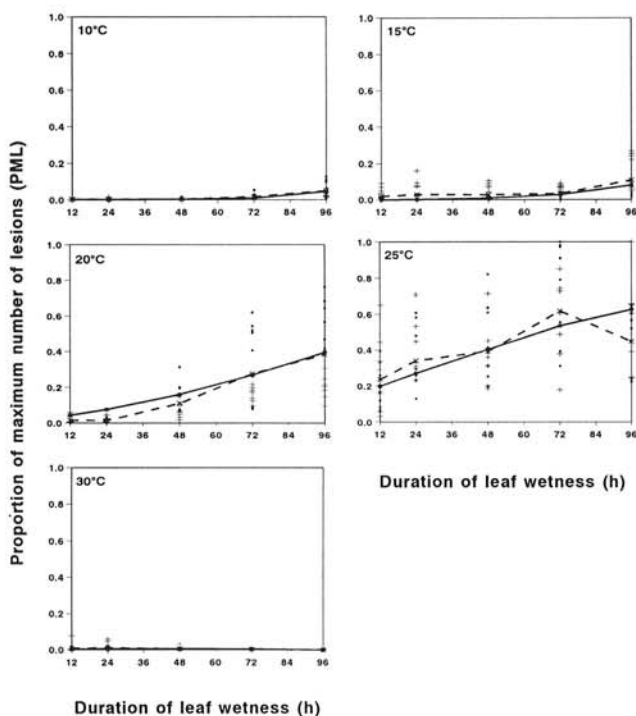 Proportion of maximum number of lesions (PML)
10°C
1.0
0.8
0.6
0.4
0.2
0.0
12 24 36 48 60 72 84 96
15°C
1.0
0.8
0.6
0.4
0.2
0.0
12 24 36 48 60 72 84 96
20°C
1.0
0.8
0.6
0.4
0.2
0.0
12 24 36 48 60 72 84 96
25°C
1.0
0.8
0.6
0.4
0.2
0.0
12 24 36 48 60 72 84 96
Duration of leaf wetness (h)
30°C
1.0
0.8
0.6
0.4
0.2
0.0
12 24 36 48 60 72 84 96
Duration of leaf wetness (h)